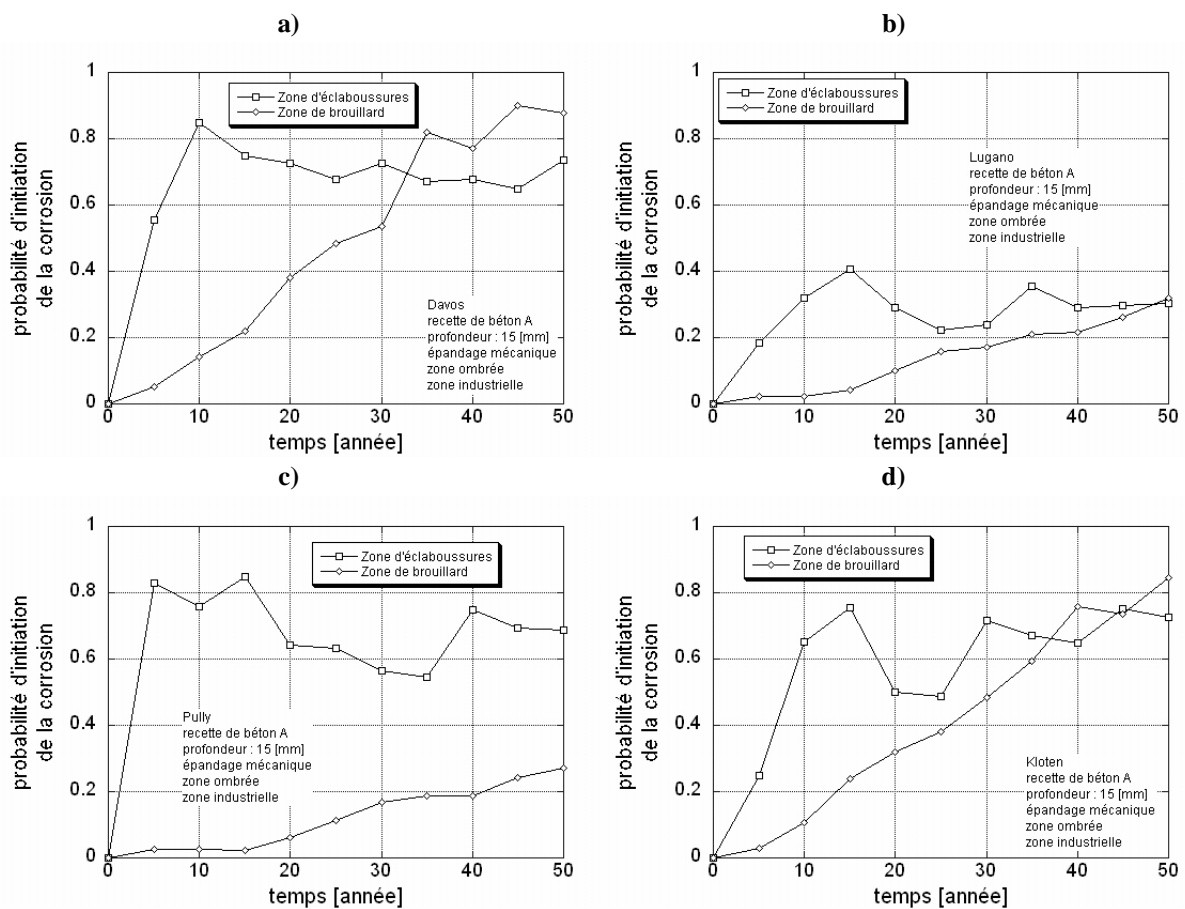 a)
1
0.8
0.6
0.4
0.2
0
0
10
20
30
40
50
probabilité d'initiation
de la corrosion
temps [année]
Zone d'éclaboussures
Zone de brouillard
Davos
recette de béton A
profondeur : 15 [mm]
épandage mécanique
zone ombrée
zone industrielle
b)
1
0.8
0.6
0.4
0.2
0
0
10
20
30
40
50
probabilité d'initiation
de la corrosion
temps [année]
Zone d'éclaboussures
Zone de brouillard
Lugano
recette de béton A
profondeur : 15 [mm]
épandage mécanique
zone ombrée
zone industrielle
c)
1
0.8
0.6
0.4
0.2
0
0
10
20
30
40
50
probabilité d'initiation
de la corrosion
temps [année]
Zone d'éclaboussures
Zone de brouillard
Pully
recette de béton A
profondeur : 15 [mm]
épandage mécanique
zone ombrée
zone industrielle
d)
1
0.8
0.6
0.4
0.2
0
0
10
20
30
40
50
probabilité d'initiation
de la corrosion
temps [année]
Zone d'éclaboussures
Zone de brouillard
Kloten
recette de béton A
profondeur : 15 [mm]
épandage mécanique
zone ombrée
zone industrielle